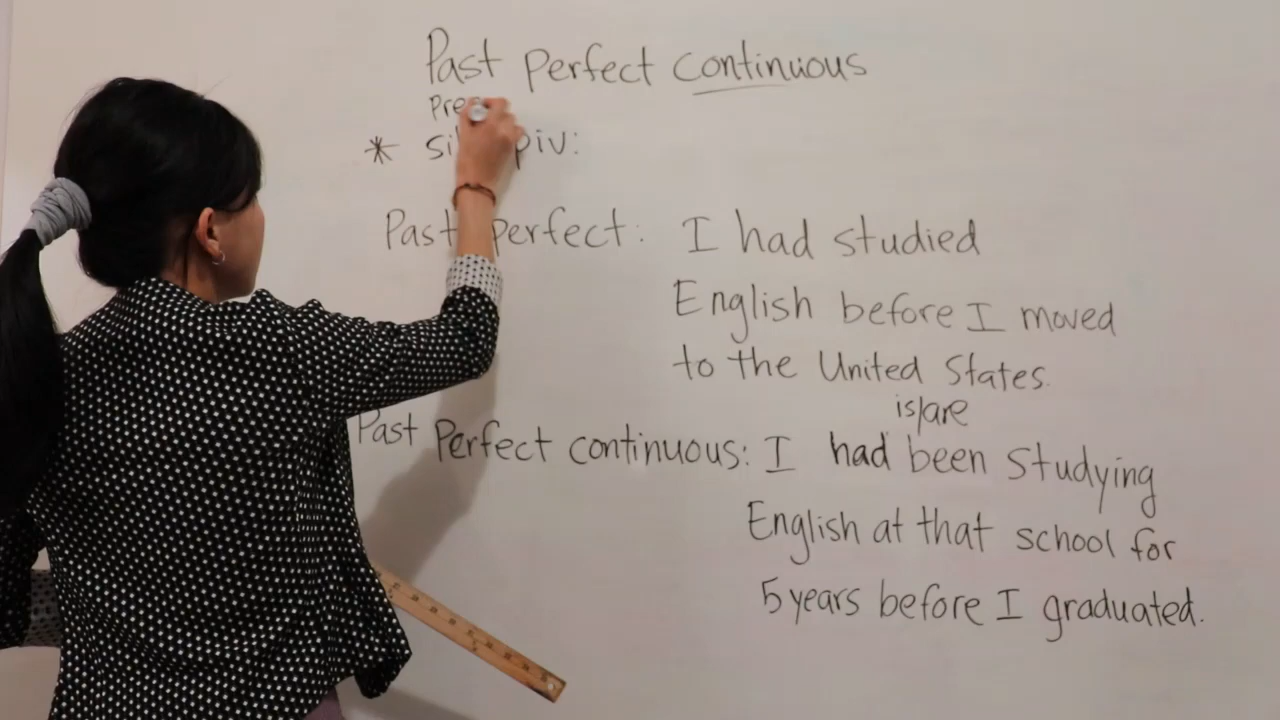 Past perfect continuous
* piv:
Past perfect: I had studied
English before I moved
to the United States.
is/are
Past Perfect continuous: I had been studying
English at that school for
5 years before I graduated.